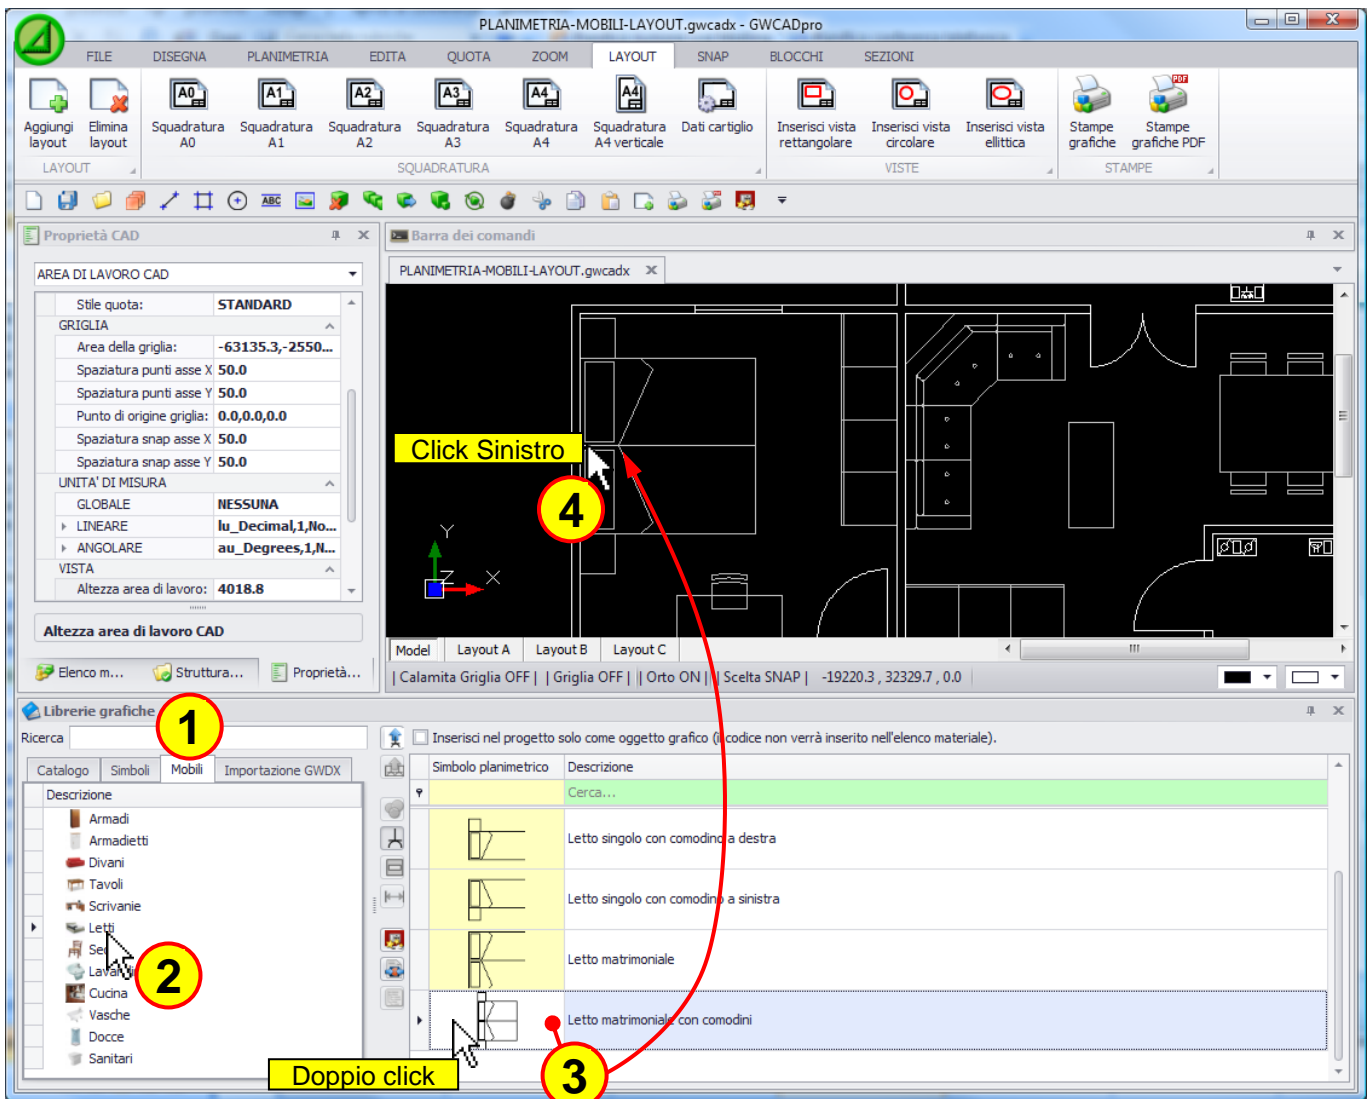 PLANIMETRIA-MOBILI-LAYOUT.gwcadx - GWCADpro
FILE DISEGNA PLANIMETRIA EDITA QUOTA ZOOM LAYOUT SNAP BLOCCHI SEZIONI
A0 A1 A2 A3 A4 A4 PDF
Aggiungi layout Elimina layout Squadratura A0 Squadratura A1 Squadratura A2 Squadratura A3 Squadratura A4 Squadratura A4 verticale Dati cartiglio Inserisci vista rettangolare Inserisci vista circolare Inserisci vista ellittica Stampe grafiche Stampe grafiche PDF
LAYOUT SQUADRATURA VISTE STAMPE
ABC
Proprietà CAD
Barra dei comandi
AREA DI LAVORO CAD
PLANIMETRIA-MOBILI-LAYOUT.gwcadx
Stile quota: STANDARD
GRIGLIA
Area della griglia: -63135.3,-2550...
Spaziatura punti asse X 50.0
Spaziatura punti asse Y 50.0
Punto di origine griglia: 0.0,0.0,0.0
Spaziatura snap asse X 50.0
Spaziatura snap asse Y 50.0
UNITA' DI MISURA
GLOBALE NESSUNA
LINEARE lu_Decimal,1,No...
ANGOLARE au_Degrees,1,N...
VISTA
Altezza area di lavoro: 4018.8
Altezza area di lavoro CAD
Elenco m... Struttura... Proprietà...
Click Sinistro
4
Y
Z X
Model Layout A Layout B Layout C
| Calamita Griglia OFF | | Griglia OFF | | Orto ON | | Scelta SNAP | -19220.3 , 32329.7 , 0.0
Librerie grafiche
1
Ricerca
Inserisci nel progetto solo come oggetto grafico (il codice non verrà inserito nell'elenco materiale).
Catalogo Simboli Mobili Importazione GWDX
Simbolo planimetrico Descrizione
Descrizione
Cerca...
Armadi
Armadietti
Divani
Tavoli
Scrivanie
Letti
Cucina
Vasche
Docce
Sanitari
2
Letto singolo con comodino a destra
Letto singolo con comodino a sinistra
Letto matrimoniale
Letto matrimoniale con comodini
Doppio click
3